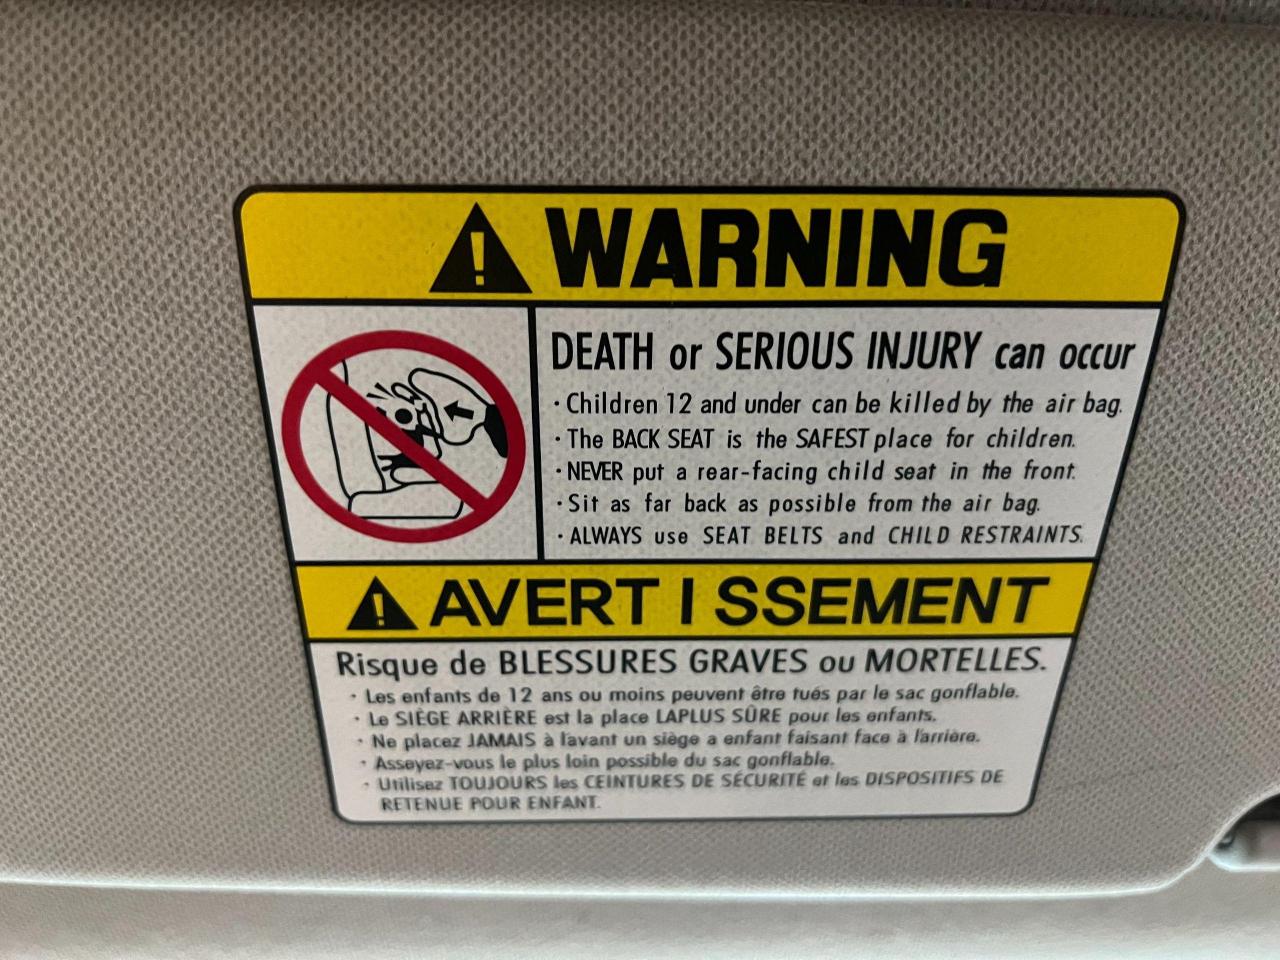 WARNING
DEATH or SERIOUS INJURY can occur
· Children 12 and under can be killed by the air bag.
· The BACK SEAT is the SAFEST place for children.
· NEVER put a rear-facing child seat in the front.
· Sit as far back as possible from the air bag.
· ALWAYS use SEAT BELTS and CHILD RESTRAINTS.
AVERT I SSEMENT
Risque de BLESSURES GRAVES ou MORTELLES.
· Les enfants de 12 ans ou moins peuvent être tués par le sac gonflable.
· Le SIÈGE ARRIÈRE est la place LAPLUS SÛRE pour les enfants.
· Ne placez JAMAIS à l'avant un siège a enfant faisant face à l'arrière.
· Asseyez-vous le plus loin possible du sac gonflable.
· Utilisez TOUJOURS les CEINTURES DE SÉCURITÉ et les DISPOSITIFS DE
RETENUE POUR ENFANT.